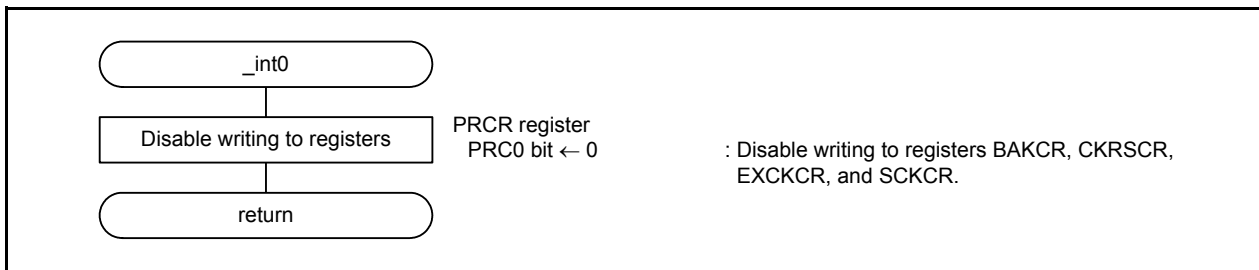 _int0
Disable writing to registers
PRCR register
PRC0 bit ← 0
: Disable writing to registers BAKCR, CKRSCR,
EXCKCR, and SCKCR.
return